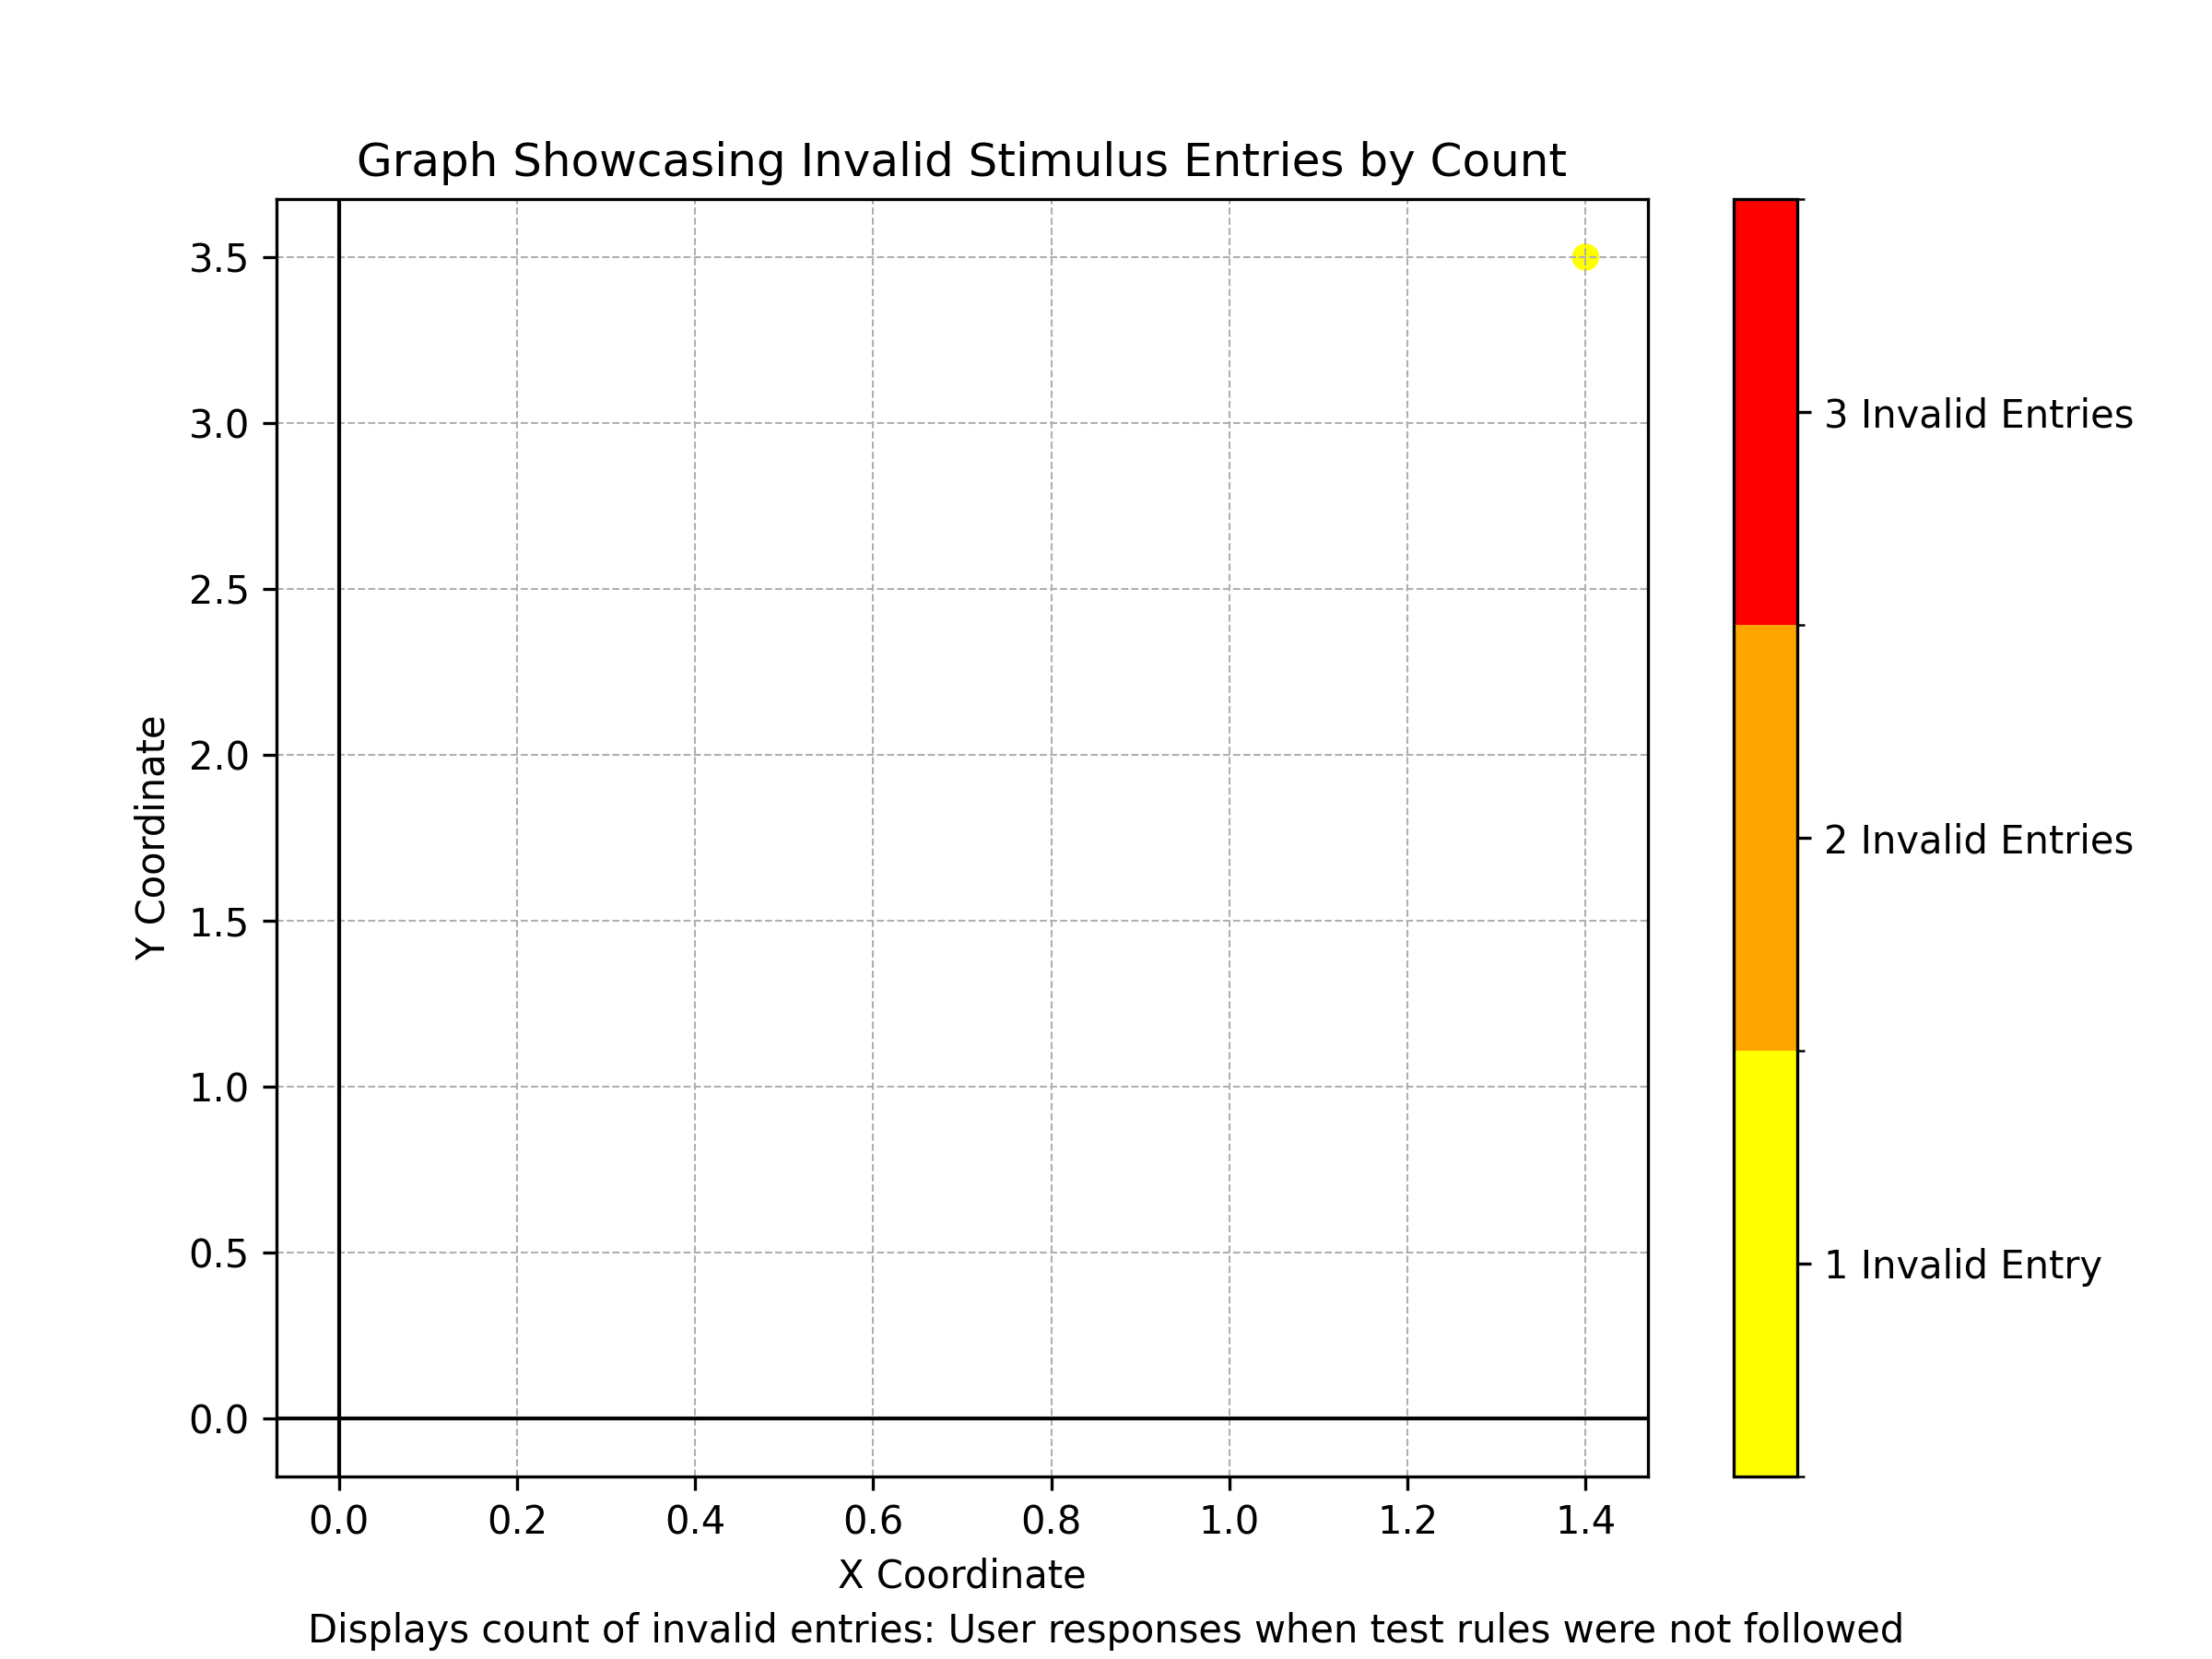 Graph Showcasing Invalid Stimulus Entries by Count
3.5
3.0
2.5
2.0
1.5
1.0
0.5
0.0
Y Coordinate
0.0 0.2 0.4 0.6 0.8 1.0 1.2 1.4
X Coordinate
3 Invalid Entries
2 Invalid Entries
1 Invalid Entry
Displays count of invalid entries: User responses when test rules were not followed